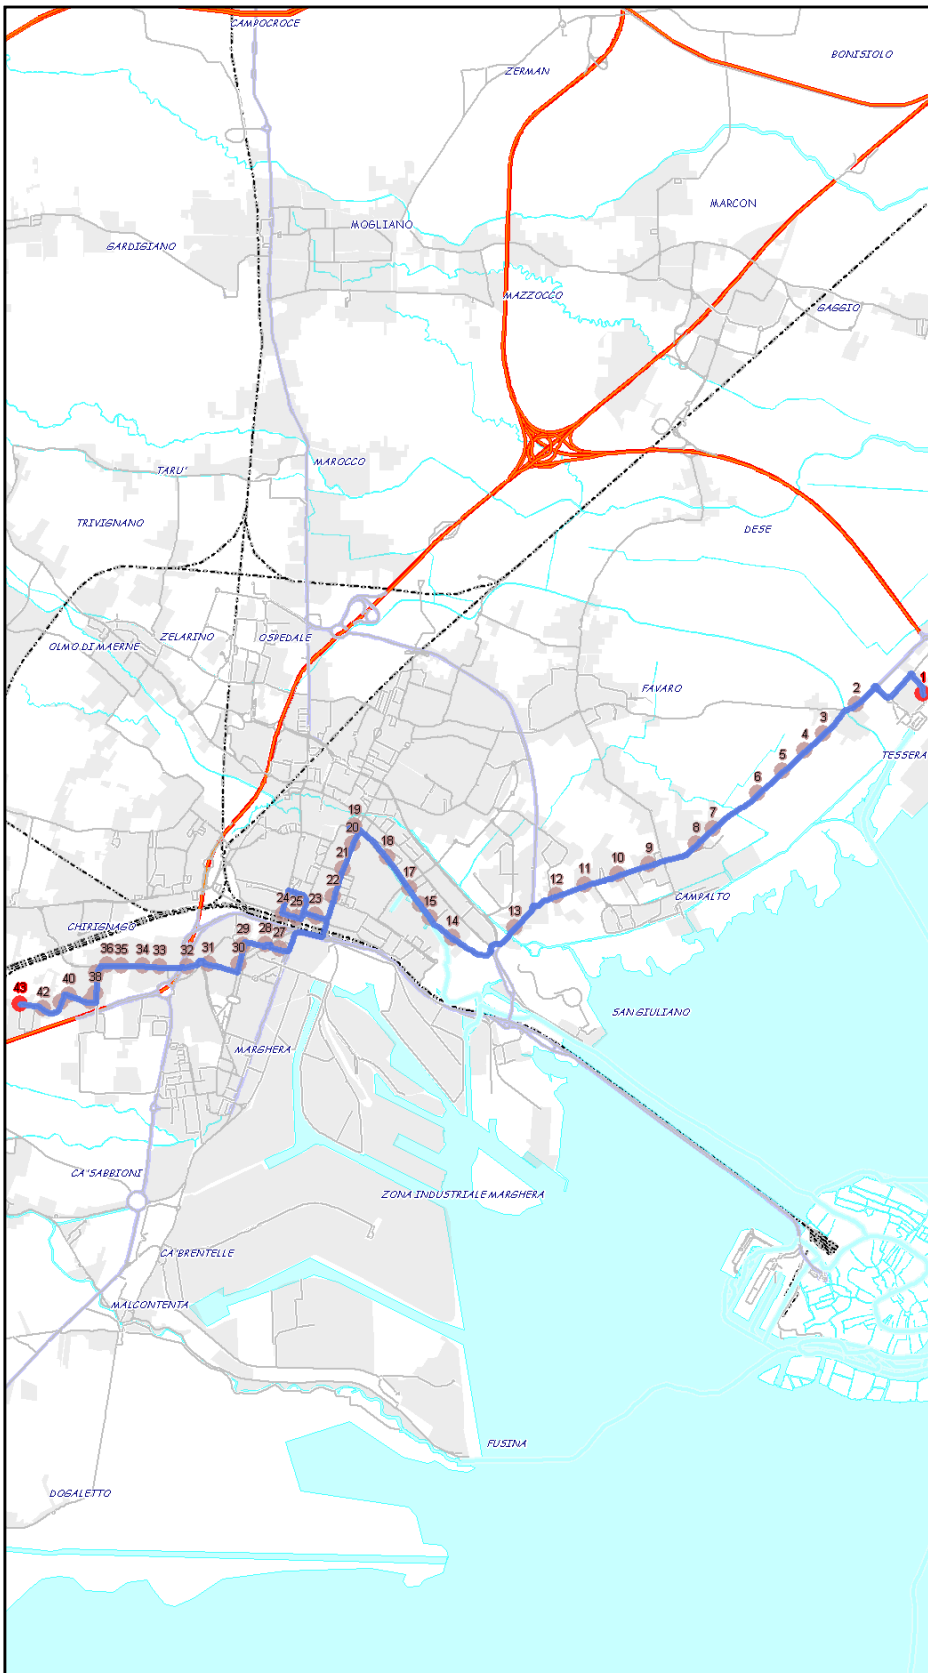 CAMPOCROCE
BONISIOLO
ZERMAN
MARCON
MOGLIANO
GARDIGIANO
MAZZOCCO
GAGGIO
MAROCCO
TARU'
TRIVIGNANO
DESE
ZELARINO
OSPEDALE
OLMO DI MAERNE
FAVARO
1
2
3
4
TESSERA
5
6
7
19
20
8
18
21
9
10
11
17
12
22
CAMPALTO
24
25
23
15
14
13
CHIRIGNAGO
29
28
27
36
35
34
33
32
31
30
38
40
42
43
SAN GIULIANO
MARGHERA
CA'SABBIONI
ZONA INDUSTRIALE MARGHERA
CA'BRENTELLE
MALCONTENTA
FUSINA
DOGALETTO